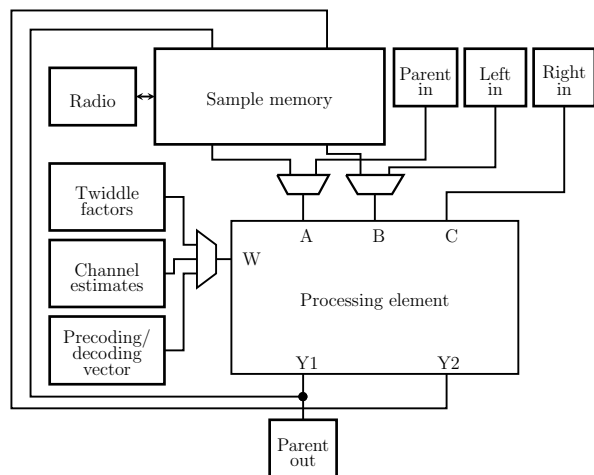 Radio
Sample memory
Parent
in
Left
in
Right
in
Twiddle
factors
Channel
estimates
Precoding/
decoding
vector
A
B
C
W
Processing element
Y1
Y2
Parent
out